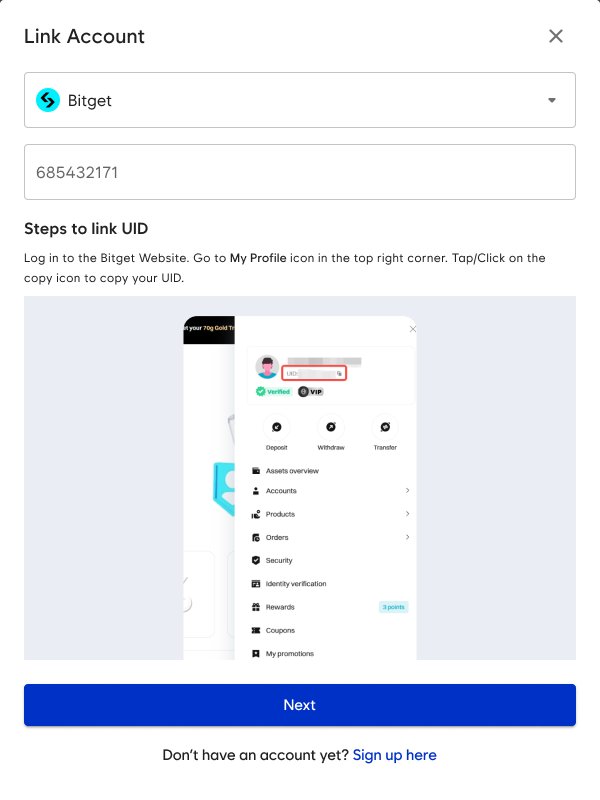 Link Account
Bitget
685432171
Steps to link UID
Log in to the Bitget Website. Go to My Profile icon in the top right corner. Tap/Click on the
copy icon to copy your UID.
et your 70g Gold Tr
UID:
Verified
VIP
Deposit Withdraw Transfer
Assets overview
Accounts
Products
Orders
Security
Identity verification
Rewards 3 points
Coupons
My promotions
Next
Don't have an account yet? Sign up here